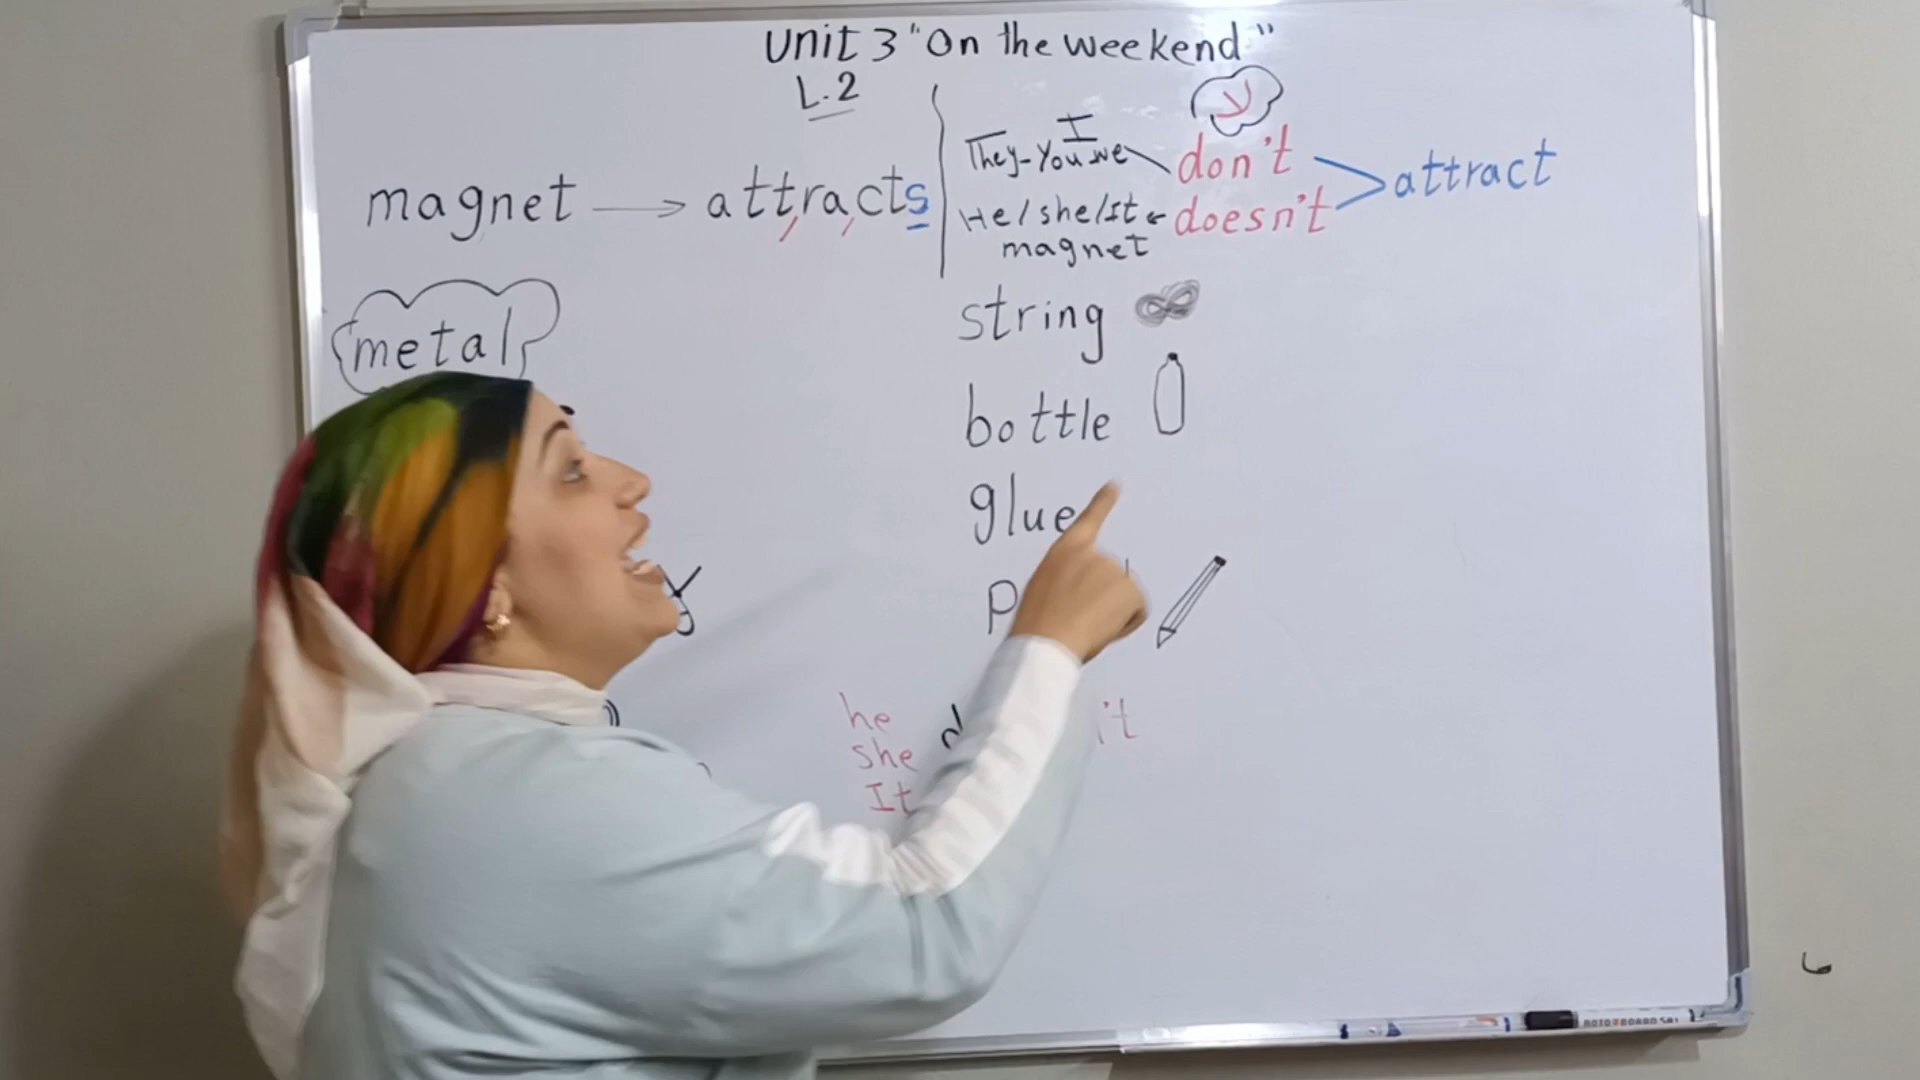 Unit 3 "On the weekend"
L.2
magnet → attracts
I
They-You we don't
He/she/It doesn't
magnet
attract
metal
string
bottle
glue
he
she
It